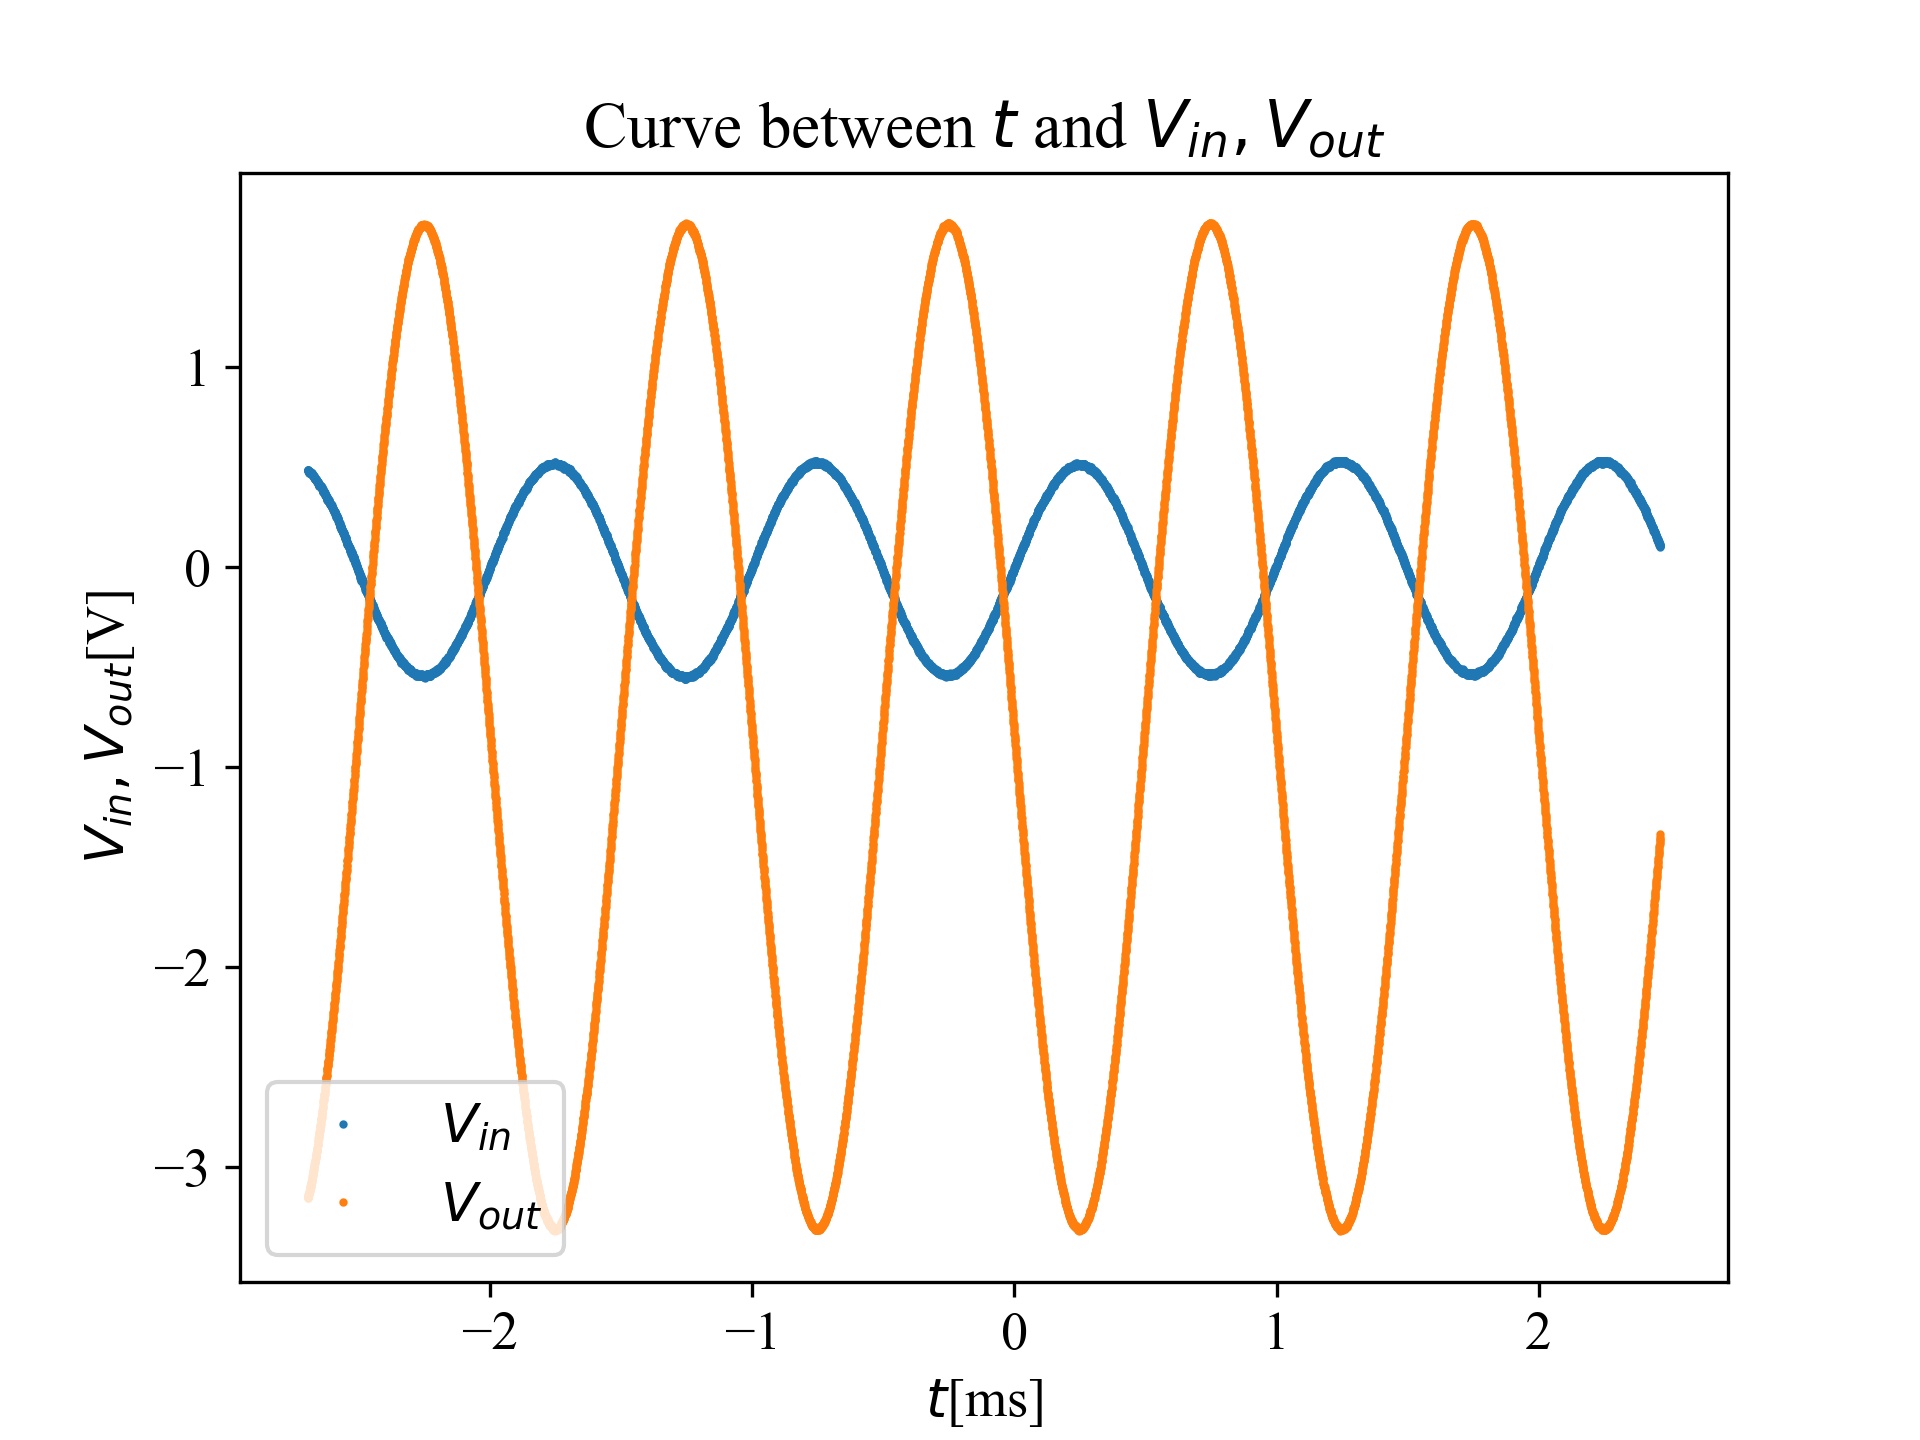 Curve between t and V_in, V_out
1
0
−1
−2
−3
V_in, V_out[V]
V_in
V_out
−2 −1 0 1 2
t[ms]